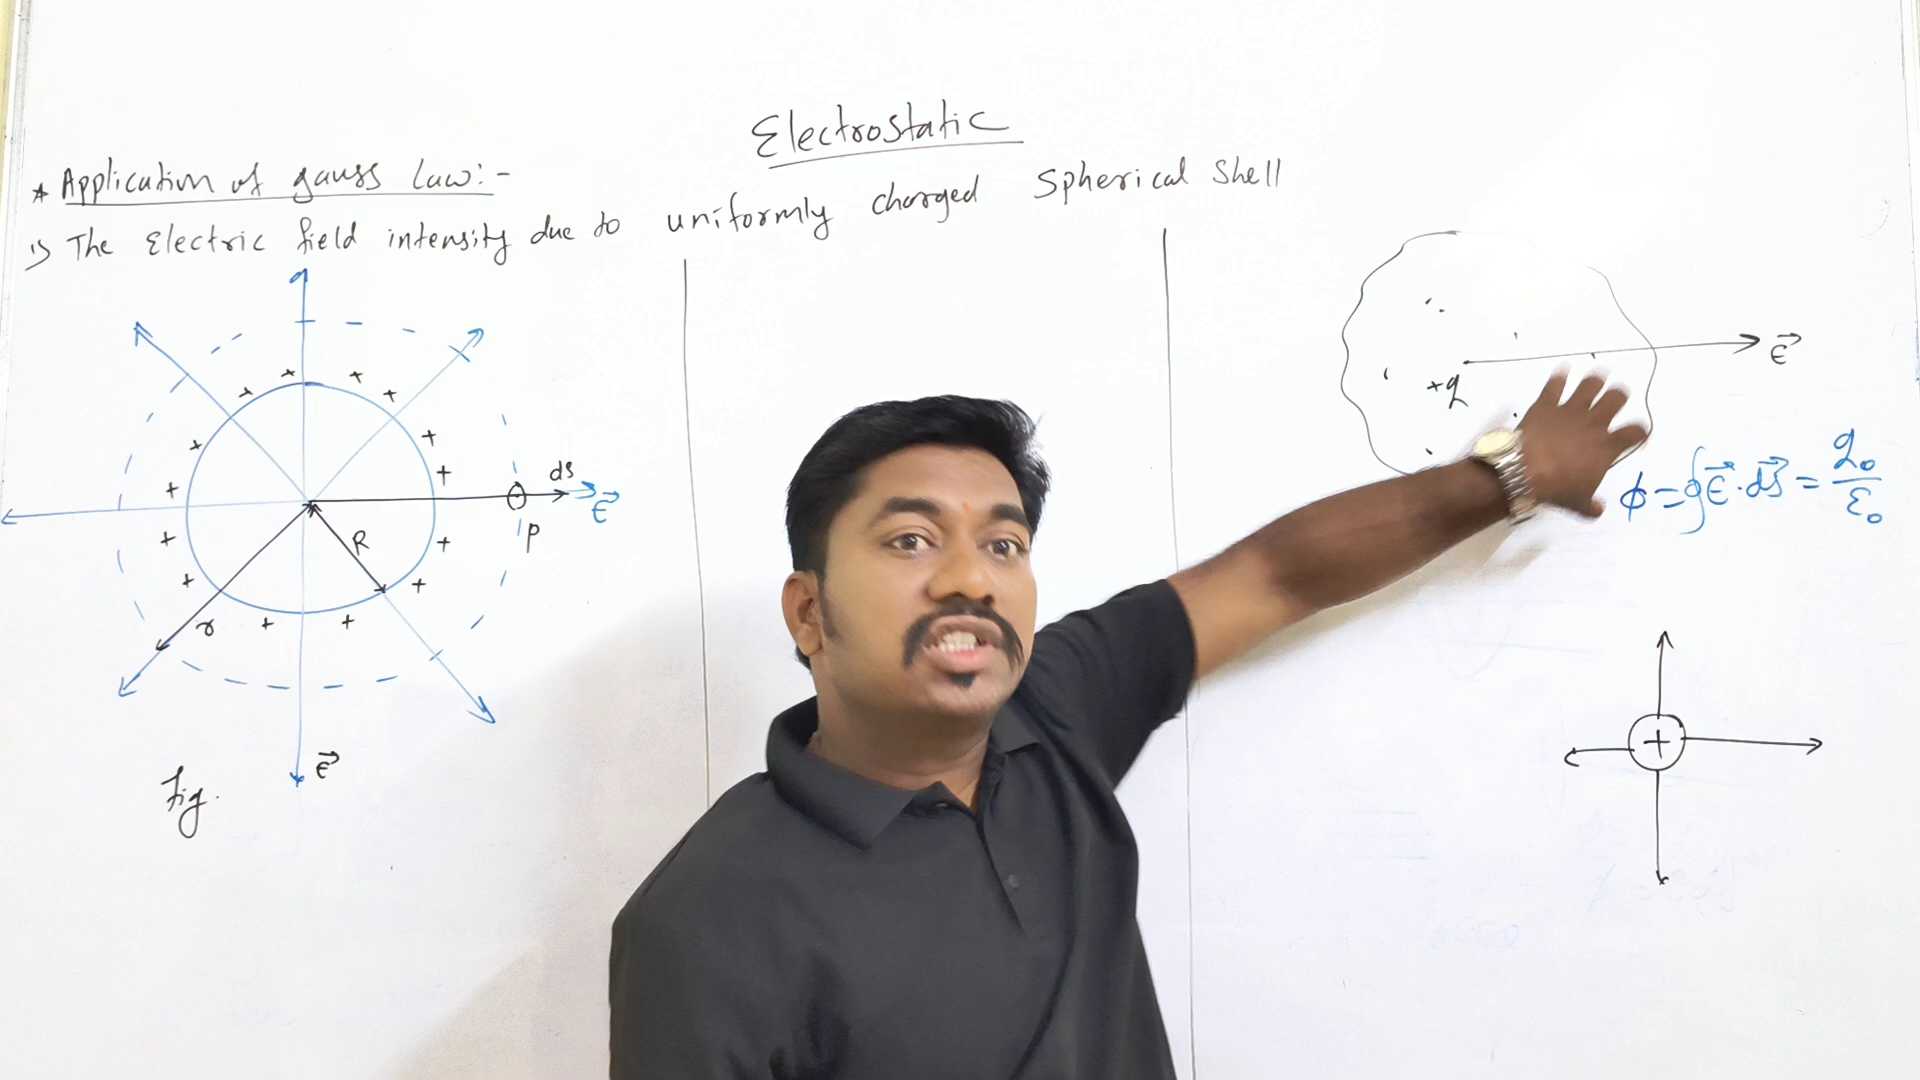 Electrostatic
* Application of gauss Law:-
1) The Electric field intensity due to uniformly charged Spherical Shell
ds
E⃗
P
R
r
E⃗
Fig.
E⃗
+q
ϕ = ∮E⃗·dS⃗ = q₀/ε₀
+